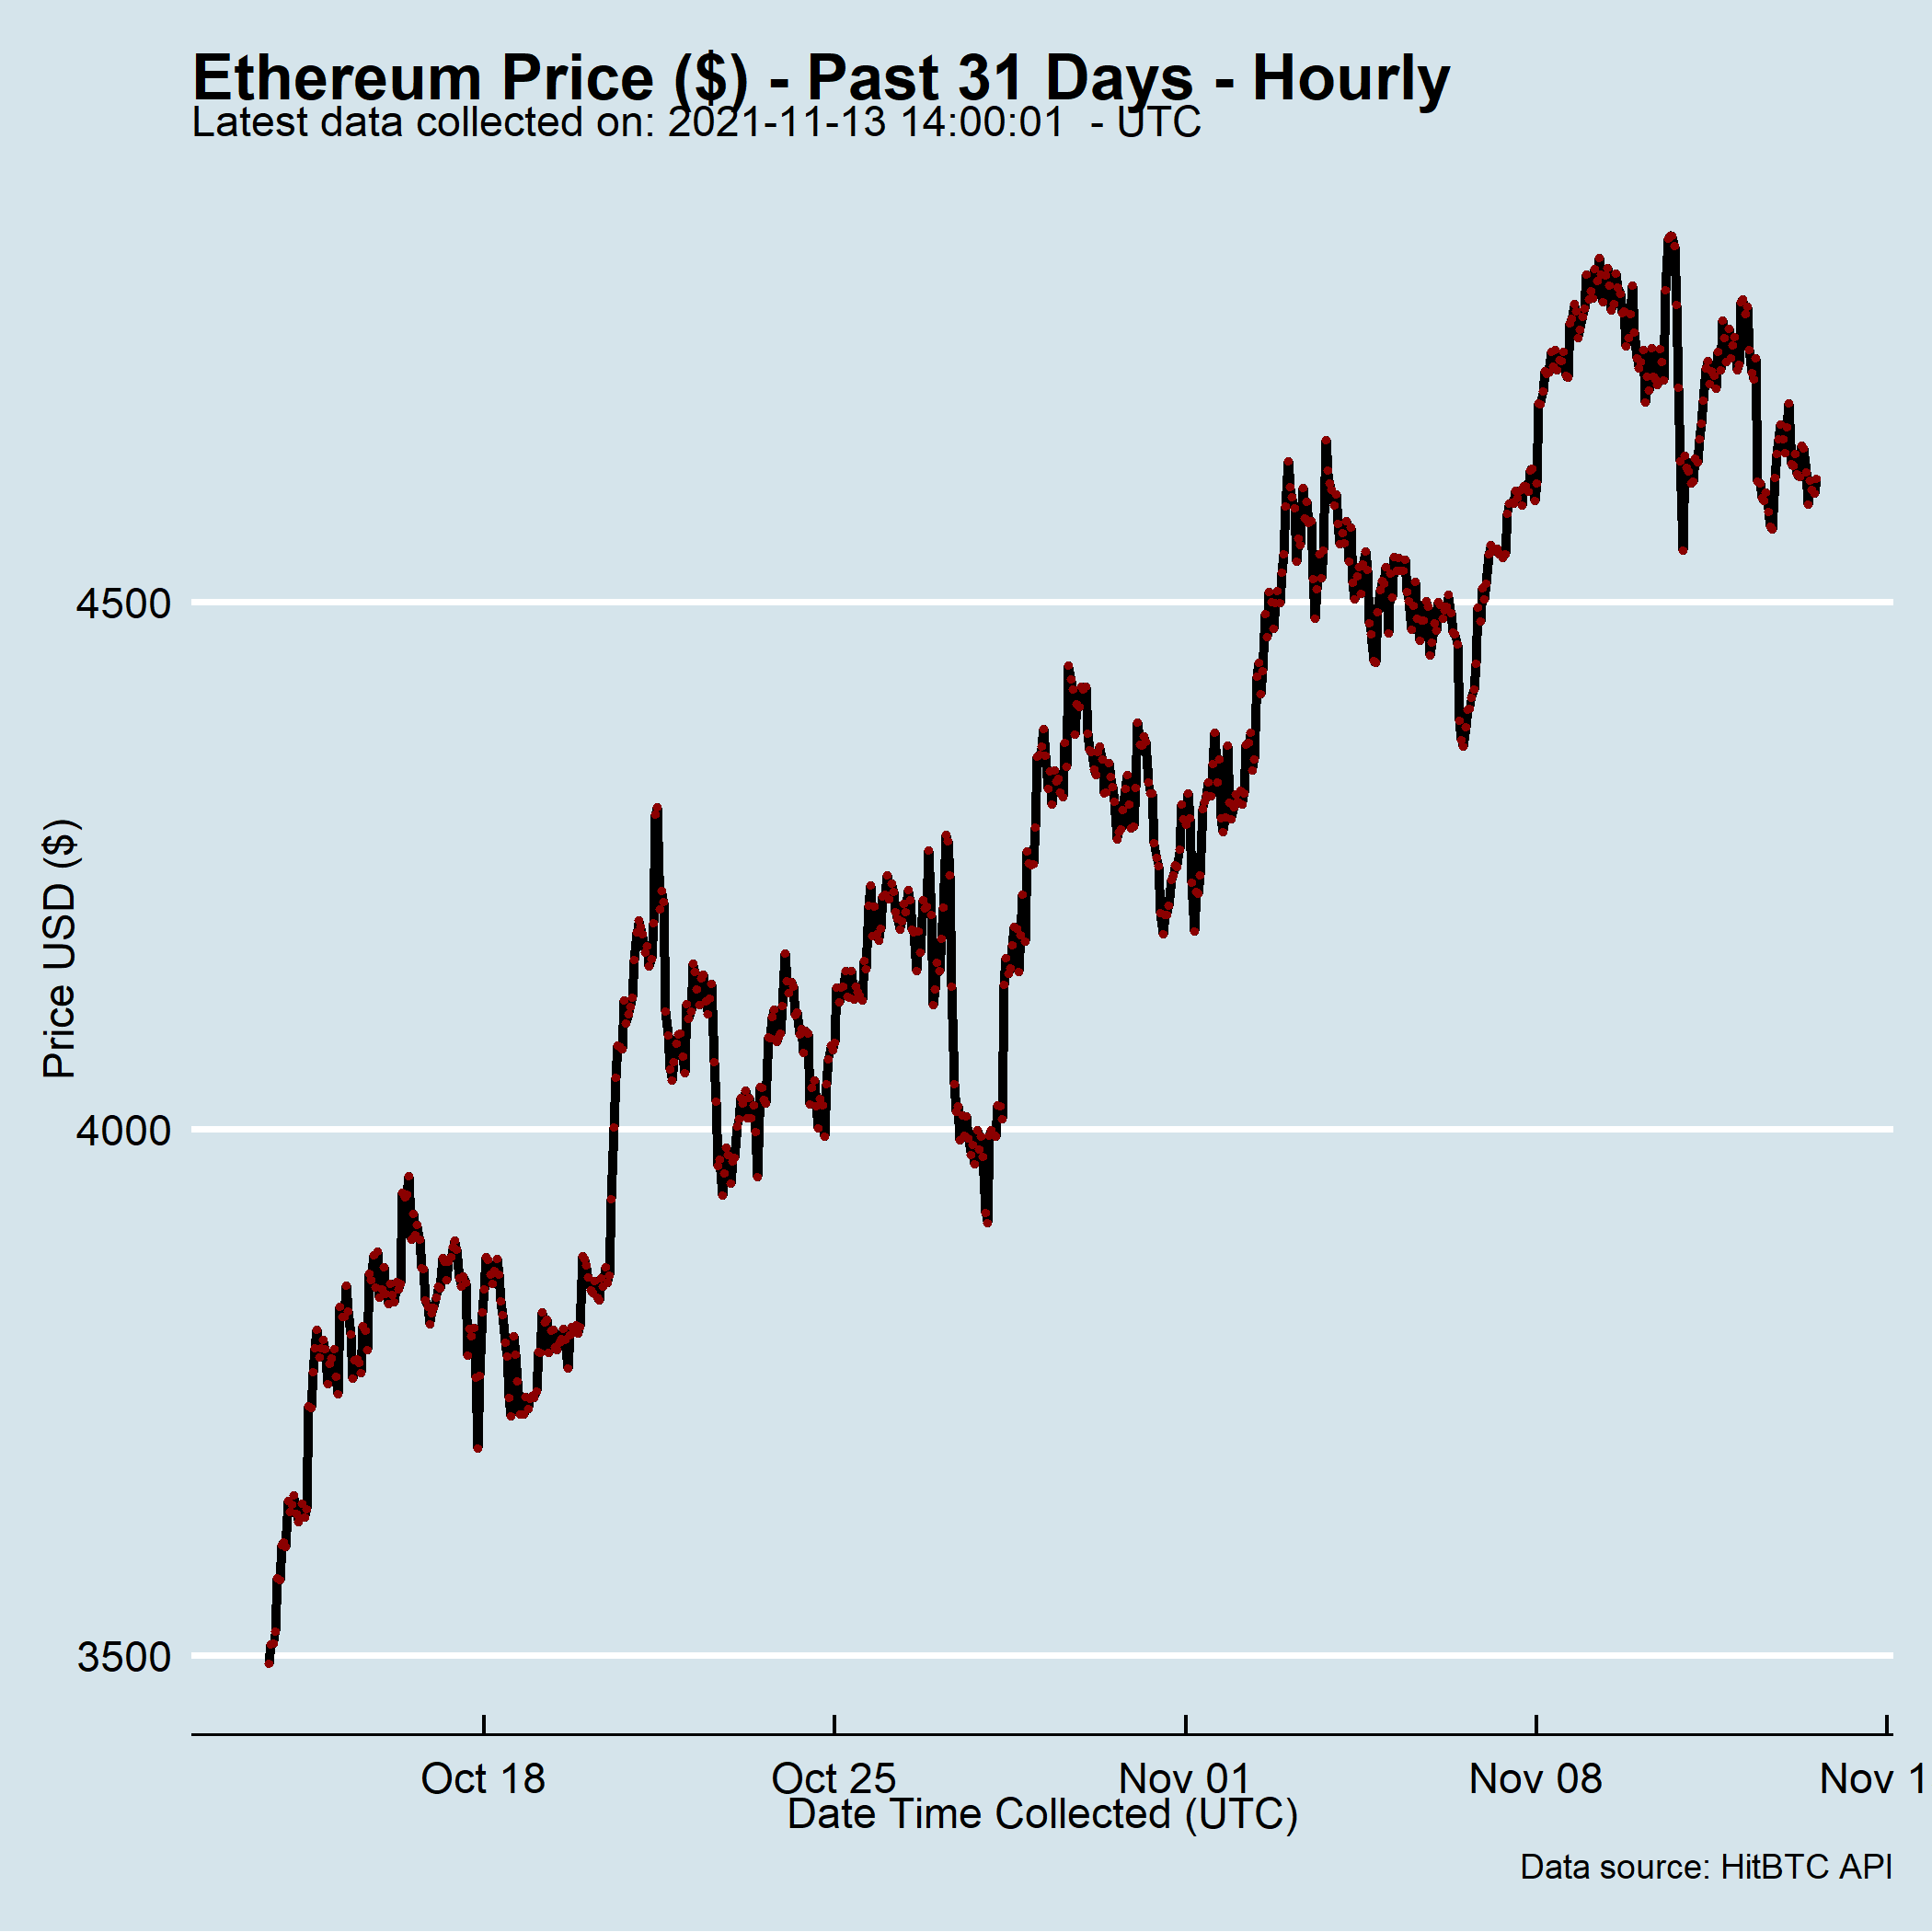 Ethereum Price ($) - Past 31 Days - Hourly
Latest data collected on: 2021-11-13 14:00:01  - UTC
Price USD ($)
4500
4000
3500
Oct 18
Oct 25
Nov 01
Nov 08
Nov 1
Date Time Collected (UTC)
Data source: HitBTC API